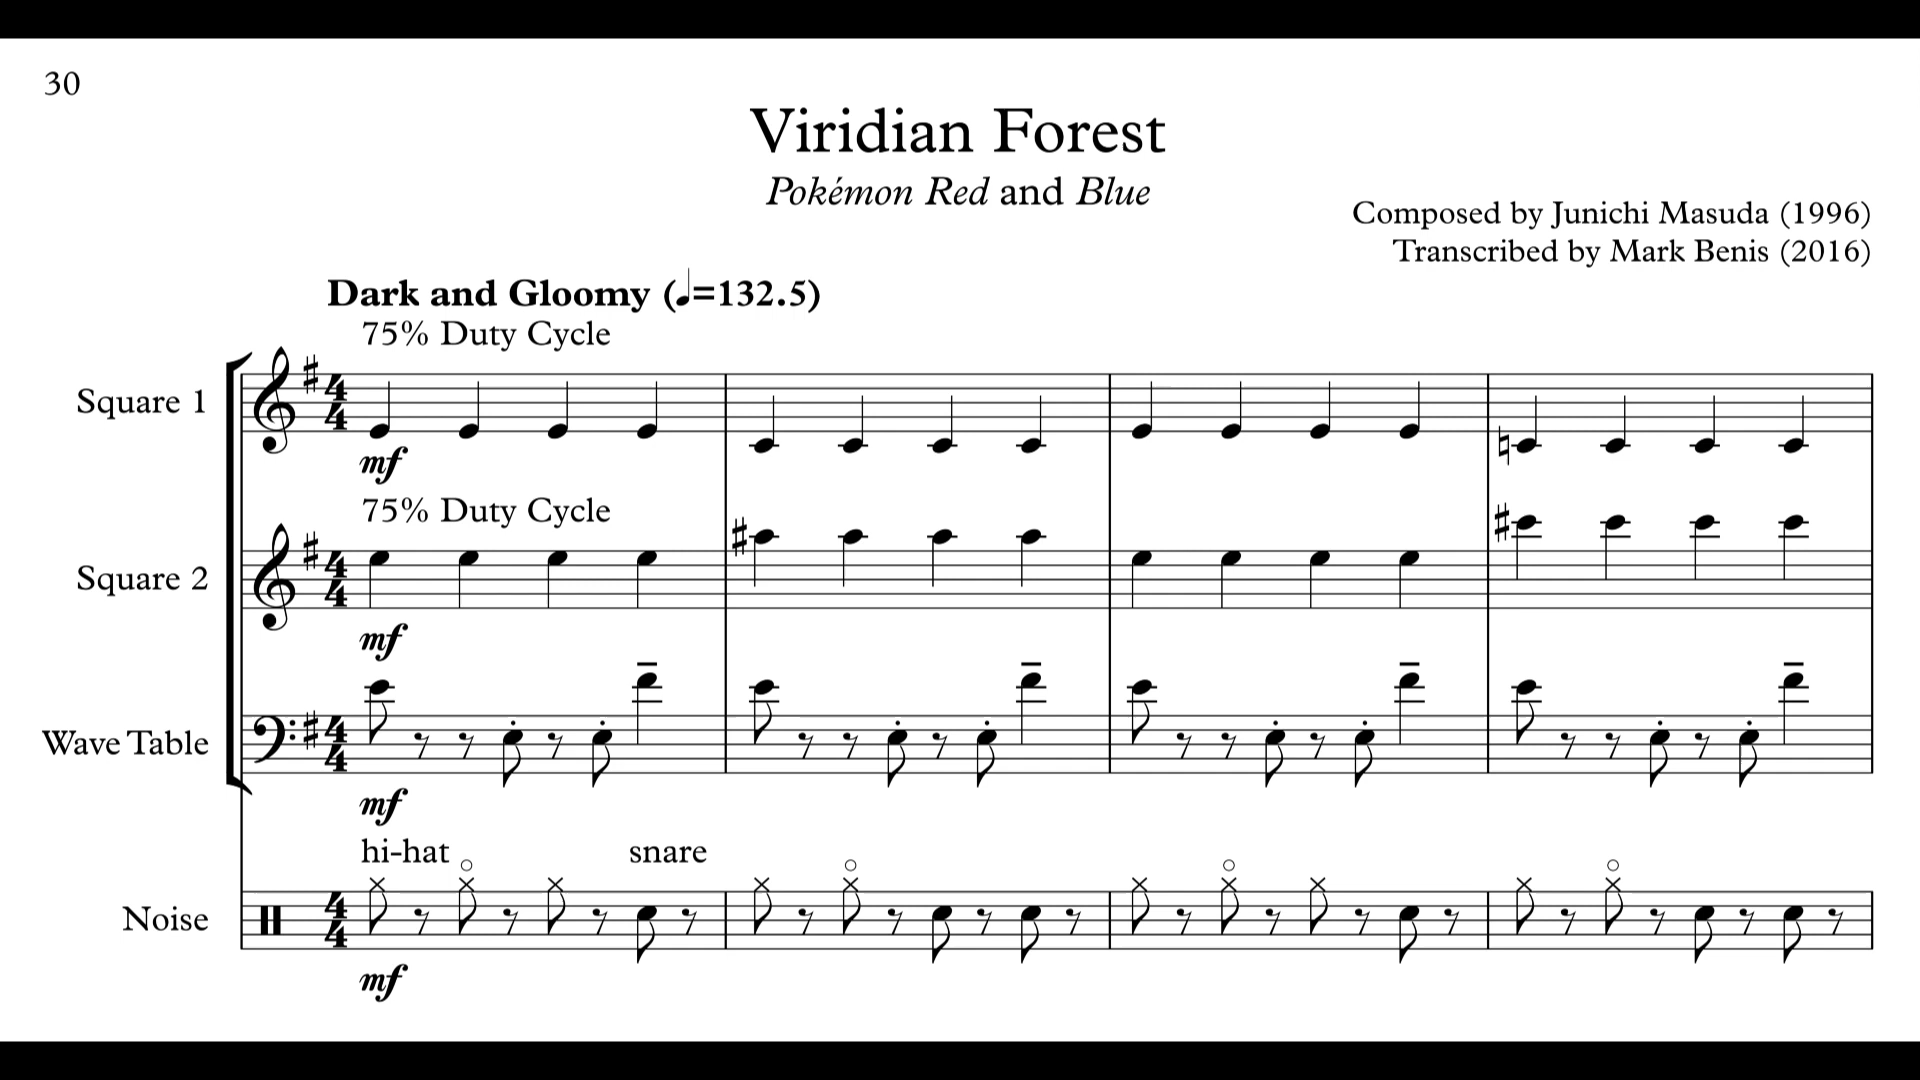 30
Viridian Forest
Pokémon Red and Blue
Composed by Junichi Masuda (1996)
Transcribed by Mark Benis (2016)
Dark and Gloomy (♩=132.5)
75% Duty Cycle
Square 1
mf
75% Duty Cycle
Square 2
mf
Wave Table
mf
hi-hat snare
Noise
mf